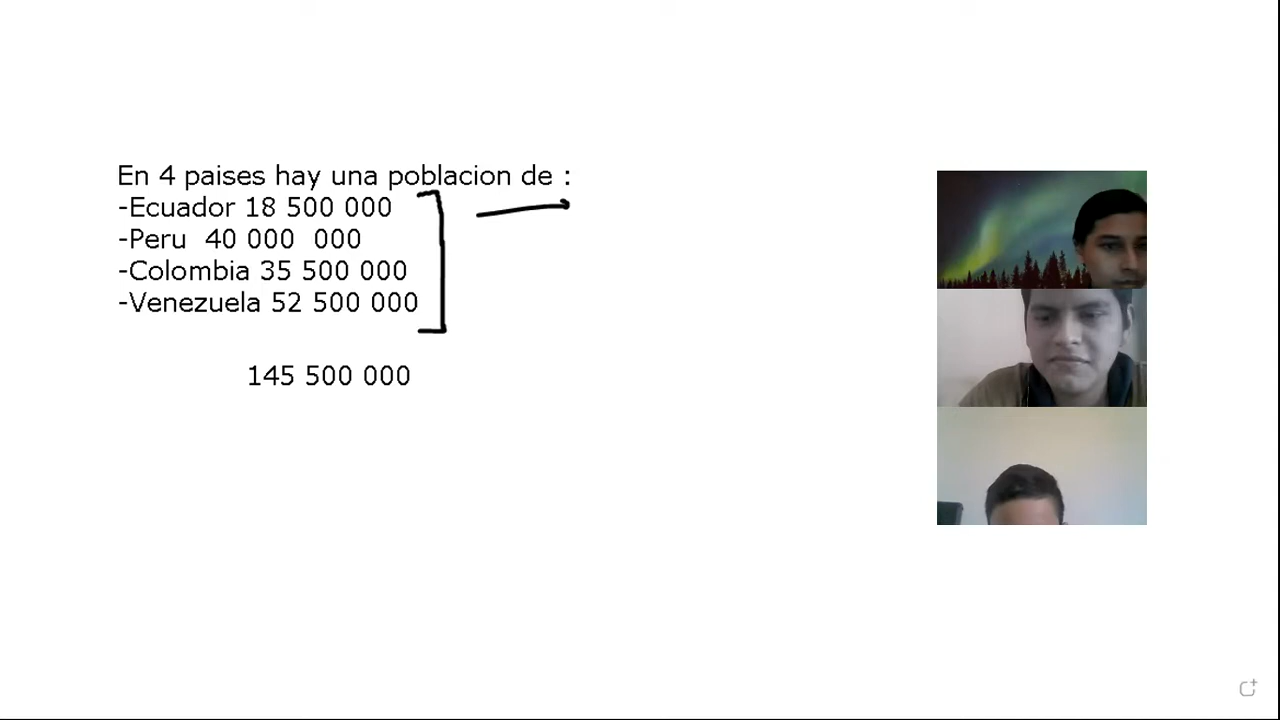 En 4 paises hay una poblacion de :
-Ecuador 18 500 000
-Peru  40 000  000
-Colombia 35 500 000
-Venezuela 52 500 000
145 500 000